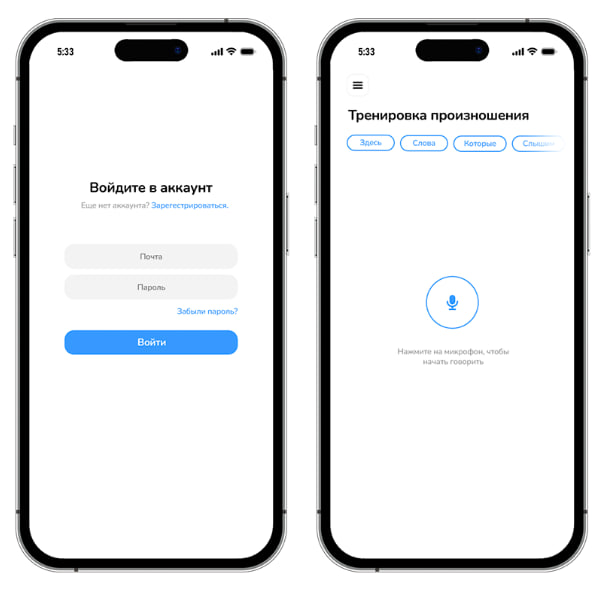 5:33
Войдите в аккаунт
Еще нет аккаунта? Зарегестрироваться.
Почта
Пароль
Забыли пароль?
Войти
5:33
Тренировка произношения
Здесь Слова Которые
Нажмите на микрофон, чтобы
начать говорить